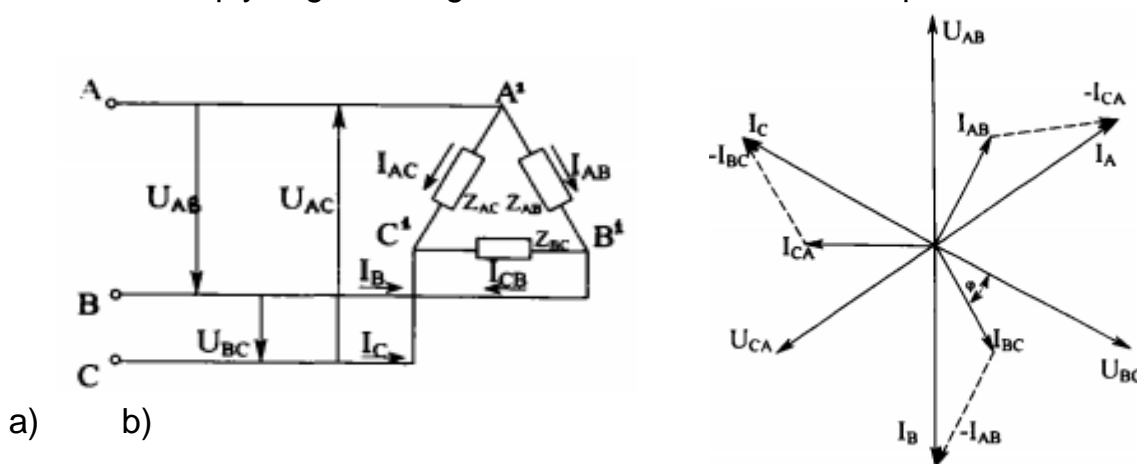 A
A¹
I_AC
I_AB
U_AB
U_AC
Z_AC
Z_AB
C¹
Z_BC
B¹
I_B
I_CB
B
U_BC
I_C
C
a) b)
U_AB
-I_CA
I_C
I_AB
-I_BC
I_A
I_CA
φ
U_CA
I_BC
U_BC
I_B
-I_AB